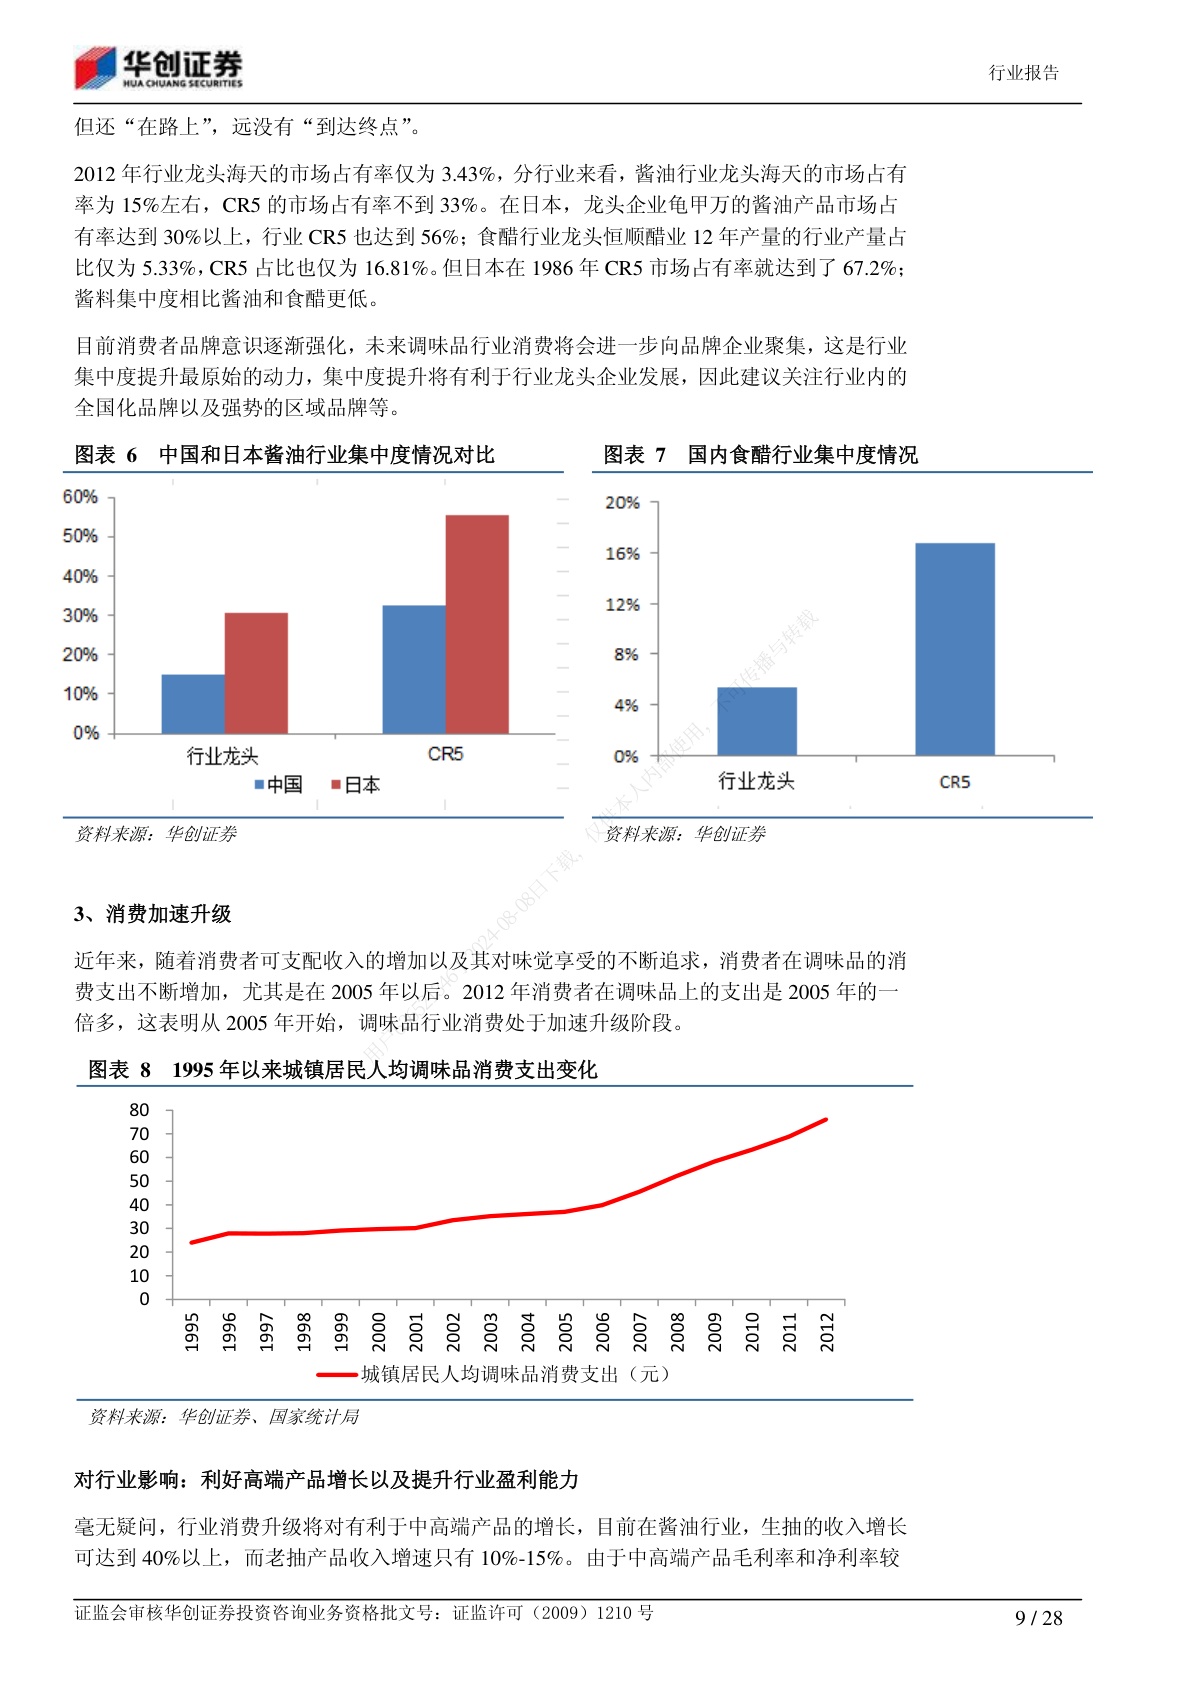 华创证券
HUA CHUANG SECURITIES
行业报告
但还“在路上”，远没有“到达终点”。
2012 年行业龙头海天的市场占有率仅为 3.43%，分行业来看，酱油行业龙头海天的市场占有
率为 15%左右，CR5 的市场占有率不到 33%。在日本，龙头企业龟甲万的酱油产品市场占
有率达到 30%以上，行业 CR5 也达到 56%；食醋行业龙头恒顺醋业 12 年产量的行业产量占
比仅为 5.33%，CR5 占比也仅为 16.81%。但日本在 1986 年 CR5 市场占有率就达到了 67.2%；
酱料集中度相比酱油和食醋更低。
目前消费者品牌意识逐渐强化，未来调味品行业消费将会进一步向品牌企业聚集，这是行业
集中度提升最原始的动力，集中度提升将有利于行业龙头企业发展，因此建议关注行业内的
全国化品牌以及强势的区域品牌等。
图表 6 中国和日本酱油行业集中度情况对比
60%
50%
40%
30%
20%
10%
0%
行业龙头 CR5
中国 日本
资料来源：华创证券
图表 7 国内食醋行业集中度情况
20%
16%
12%
8%
4%
0%
行业龙头 CR5
资料来源：华创证券
3、消费加速升级
近年来，随着消费者可支配收入的增加以及其对味觉享受的不断追求，消费者在调味品的消
费支出不断增加，尤其是在 2005 年以后。2012 年消费者在调味品上的支出是 2005 年的一
倍多，这表明从 2005 年开始，调味品行业消费处于加速升级阶段。
图表 8 1995 年以来城镇居民人均调味品消费支出变化
80
70
60
50
40
30
20
10
0
1995 1996 1997 1998 1999 2000 2001 2002 2003 2004 2005 2006 2007 2008 2009 2010 2011 2012
城镇居民人均调味品消费支出（元）
资料来源：华创证券、国家统计局
对行业影响：利好高端产品增长以及提升行业盈利能力
毫无疑问，行业消费升级将对有利于中高端产品的增长，目前在酱油行业，生抽的收入增长
可达到 40%以上，而老抽产品收入增速只有 10%-15%。由于中高端产品毛利率和净利率较
证监会审核华创证券投资咨询业务资格批文号：证监许可（2009）1210 号
9 / 28
2024-08-08日下载，仅供本人内部使用，不可传播与转载